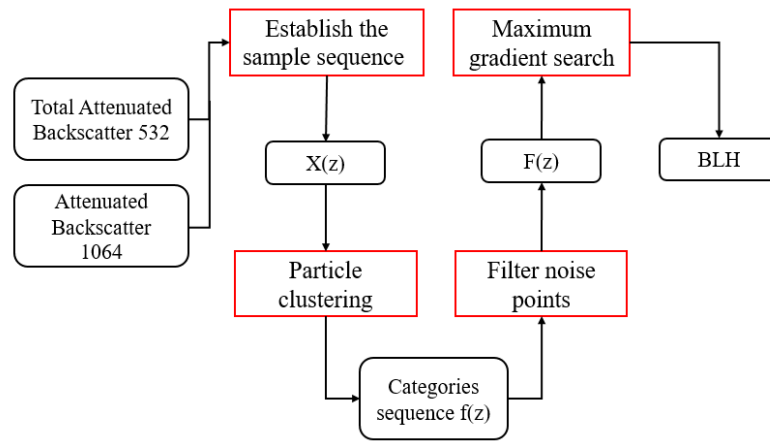 Establish the
sample sequence
Maximum
gradient search
Total Attenuated
Backscatter 532
X(z)
F(z)
BLH
Attenuated
Backscatter
1064
Particle
clustering
Filter noise
points
Categories
sequence f(z)